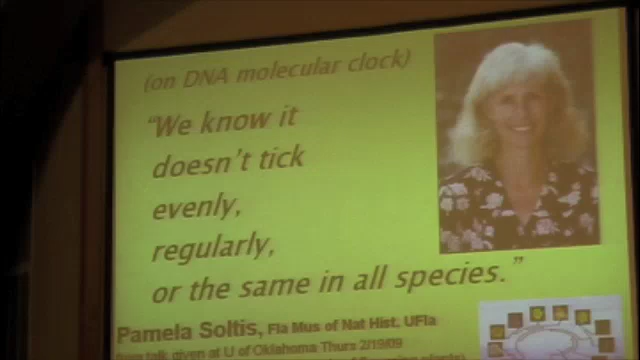 (on DNA molecular clock)
“We know it
doesn’t tick
evenly,
regularly,
or the same in all species.”
Pamela Soltis, Fla Mus of Nat Hist. UFla
talk given at U of Oklahoma Thurs 2/19/09